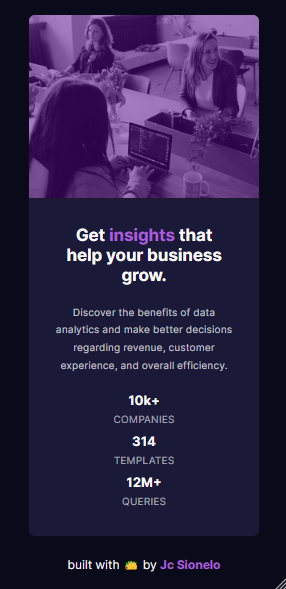 Get insights that
help your business
grow.
Discover the benefits of data
analytics and make better decisions
regarding revenue, customer
experience, and overall efficiency.
10k+
COMPANIES
314
TEMPLATES
12M+
QUERIES
built with 🌮 by Jc Sionelo